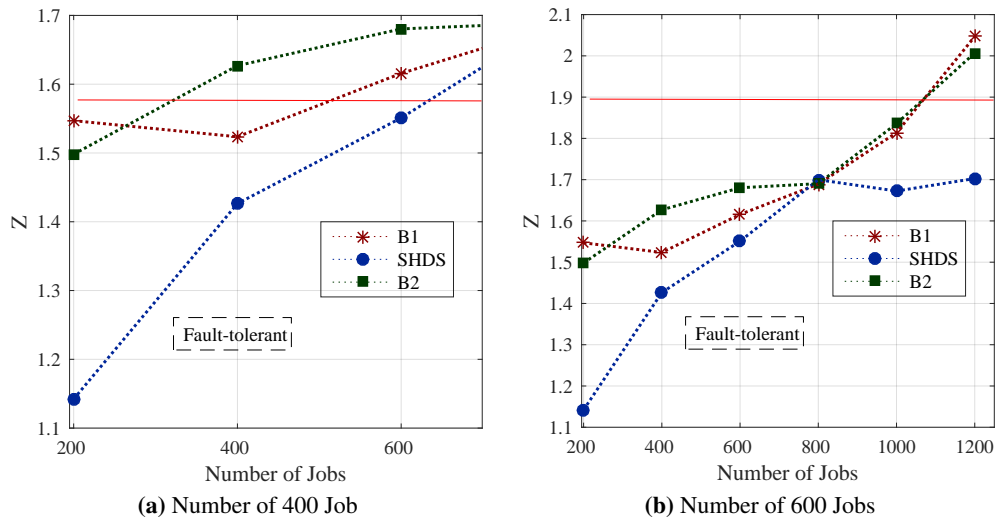 1.7
1.6
1.5
1.4
1.3
1.2
1.1
Z
200
400
600
Number of Jobs
B1
SHDS
B2
Fault-tolerant
(a) Number of 400 Job
2.1
2
1.9
1.8
1.7
1.6
1.5
1.4
1.3
1.2
1.1
Z
200
400
600
800
1000
1200
Number of Jobs
B1
SHDS
B2
Fault-tolerant
(b) Number of 600 Jobs